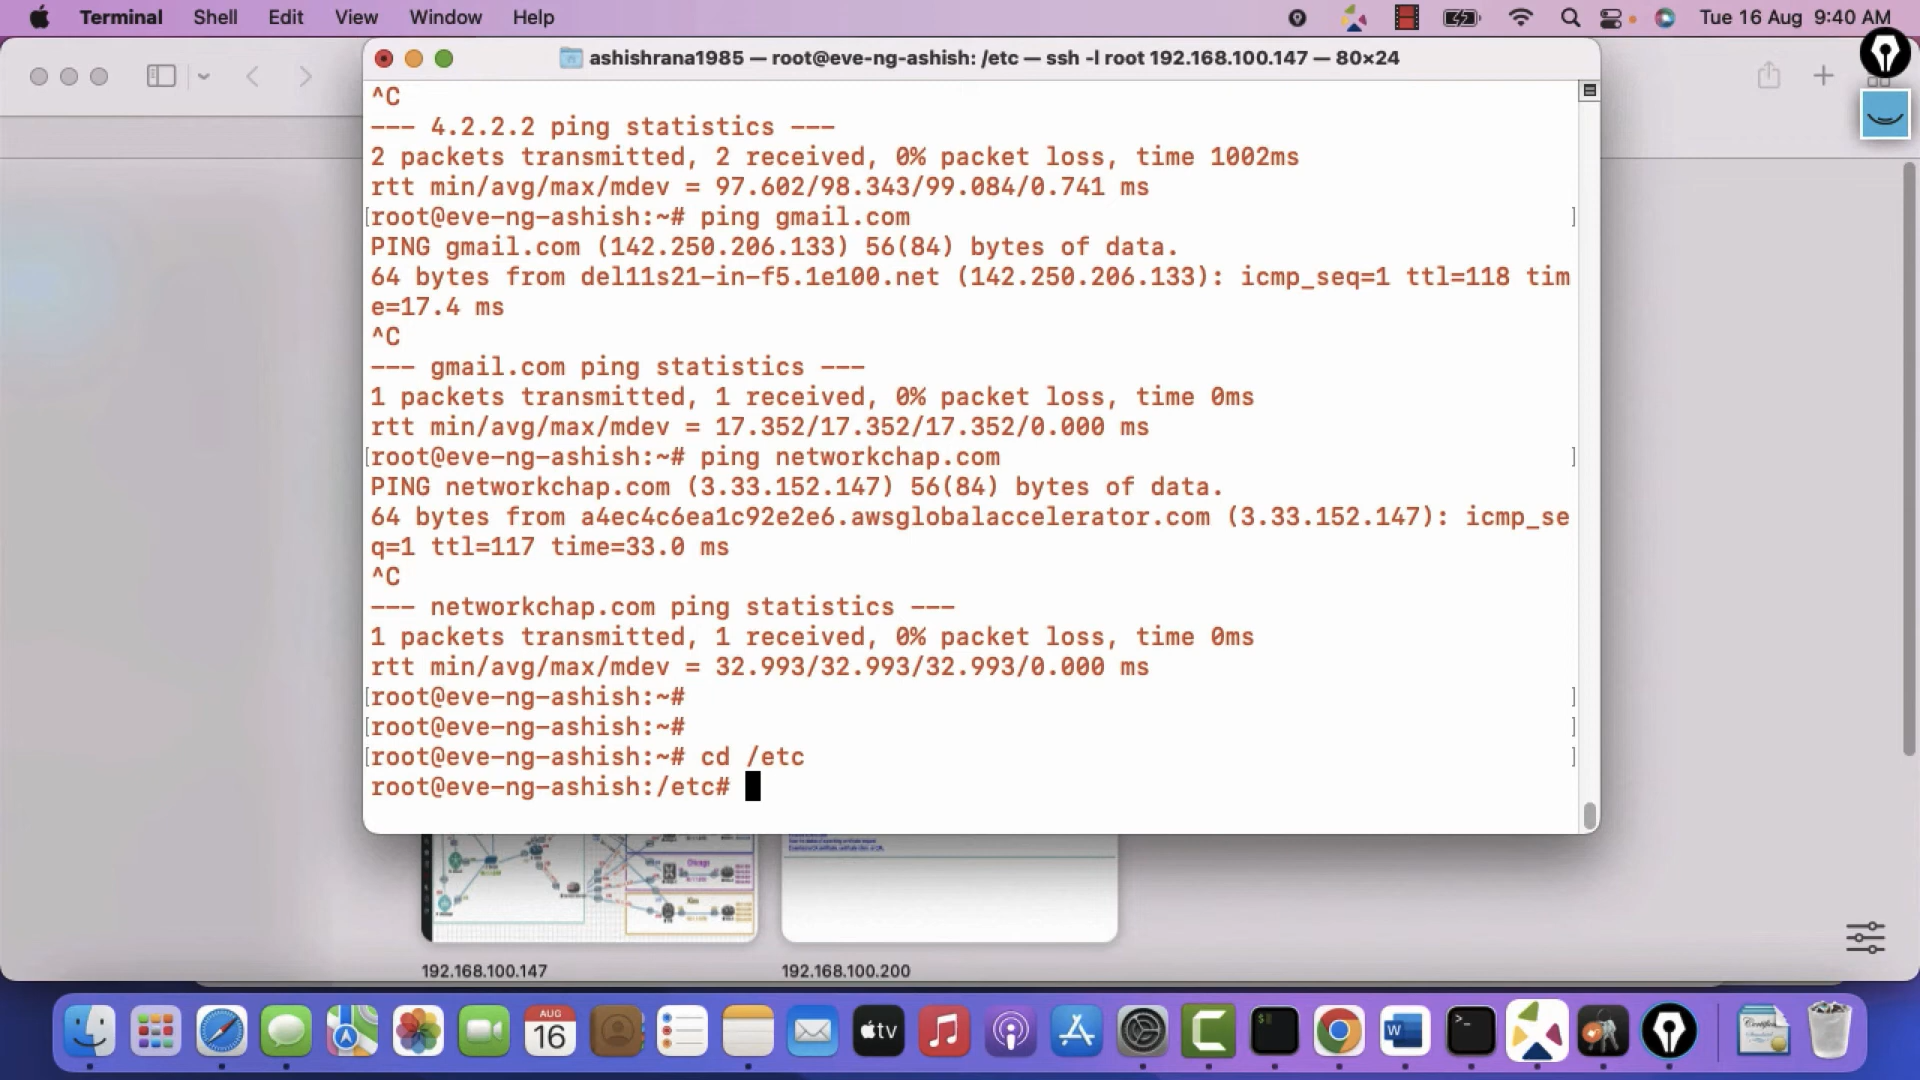 Terminal Shell Edit View Window Help Tue 16 Aug 9:40 AM
ashishrana1985 — root@eve-ng-ashish: /etc — ssh -l root 192.168.100.147 — 80×24
^C
--- 4.2.2.2 ping statistics ---
2 packets transmitted, 2 received, 0% packet loss, time 1002ms
rtt min/avg/max/mdev = 97.602/98.343/99.084/0.741 ms
[root@eve-ng-ashish:~# ping gmail.com ]
PING gmail.com (142.250.206.133) 56(84) bytes of data.
64 bytes from del11s21-in-f5.1e100.net (142.250.206.133): icmp_seq=1 ttl=118 tim
e=17.4 ms
^C
--- gmail.com ping statistics ---
1 packets transmitted, 1 received, 0% packet loss, time 0ms
rtt min/avg/max/mdev = 17.352/17.352/17.352/0.000 ms
[root@eve-ng-ashish:~# ping networkchap.com ]
PING networkchap.com (3.33.152.147) 56(84) bytes of data.
64 bytes from a4ec4c6ea1c92e2e6.awsglobalaccelerator.com (3.33.152.147): icmp_se
q=1 ttl=117 time=33.0 ms
^C
--- networkchap.com ping statistics ---
1 packets transmitted, 1 received, 0% packet loss, time 0ms
rtt min/avg/max/mdev = 32.993/32.993/32.993/0.000 ms
[root@eve-ng-ashish:~# ]
[root@eve-ng-ashish:~# ]
[root@eve-ng-ashish:~# cd /etc ]
root@eve-ng-ashish:/etc#
Chicago
192.168.100.147 192.168.100.200
AUG
16
tv
W
>_